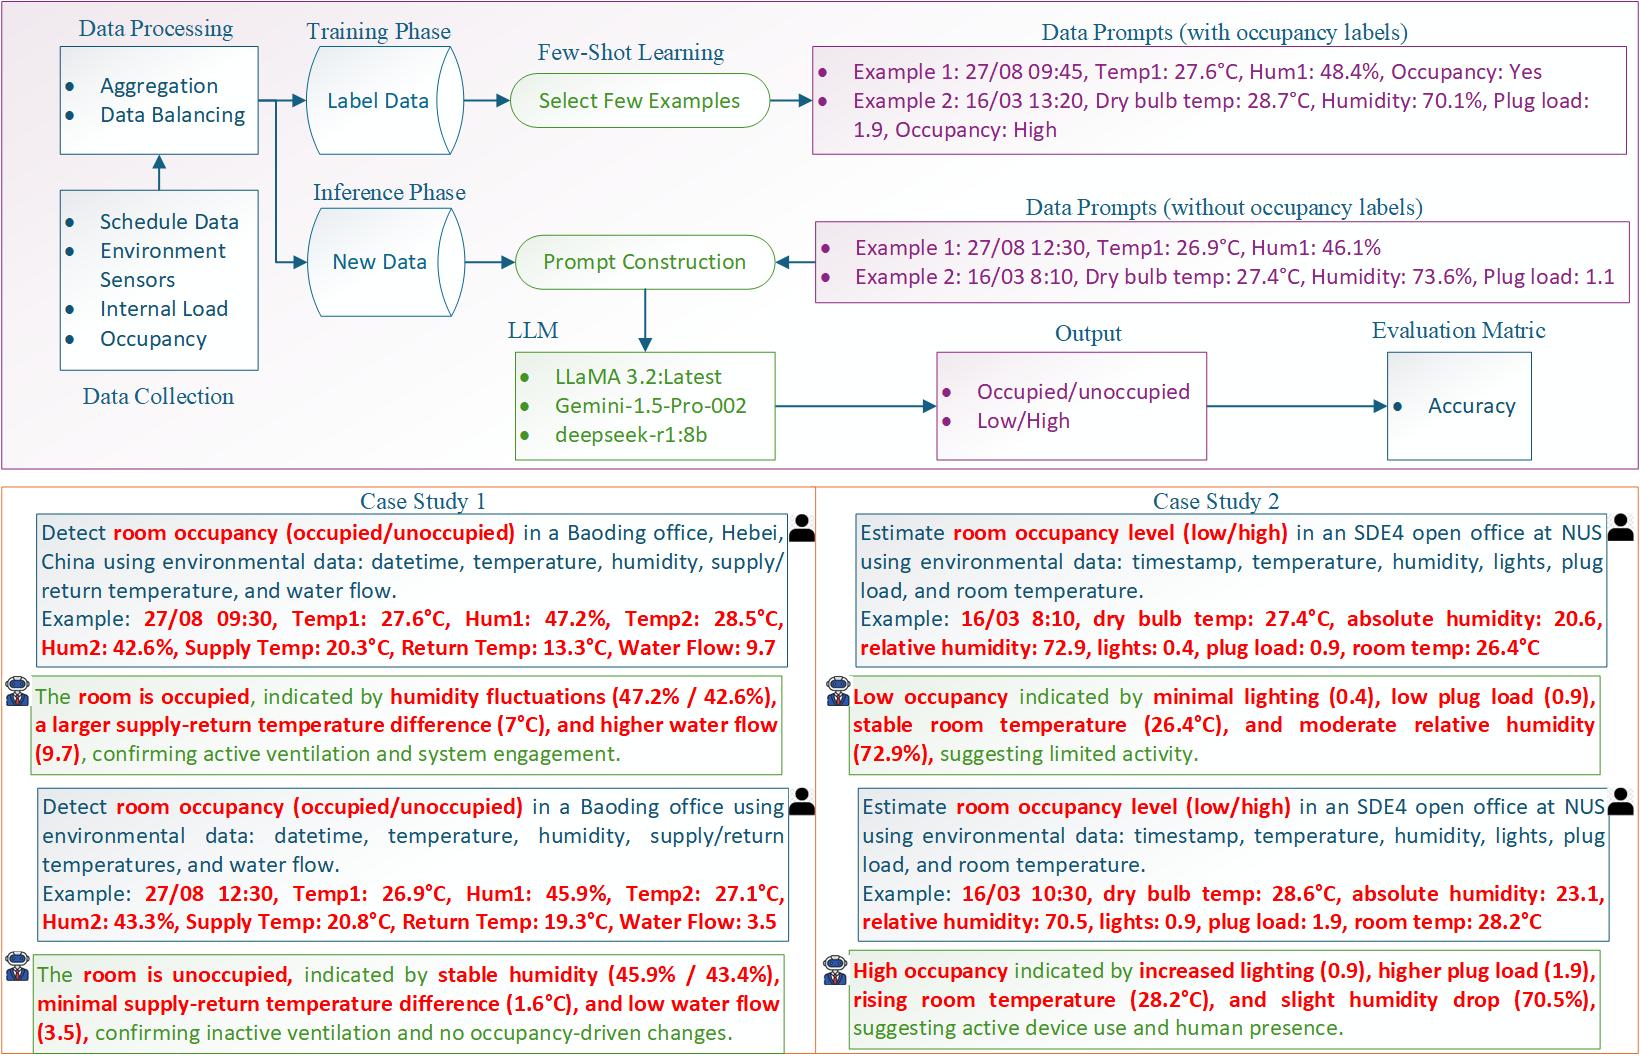 Data Processing
Aggregation
Data Balancing
Schedule Data
Environment
Sensors
Internal Load
Occupancy
Data Collection
Training Phase
Label Data
Few-Shot Learning
Select Few Examples
Data Prompts (with occupancy labels)
Example 1: 27/08 09:45, Temp1: 27.6°C, Hum1: 48.4%, Occupancy: Yes
Example 2: 16/03 13:20, Dry bulb temp: 28.7°C, Humidity: 70.1%, Plug load:
1.9, Occupancy: High
Inference Phase
New Data
Prompt Construction
Data Prompts (without occupancy labels)
Example 1: 27/08 12:30, Temp1: 26.9°C, Hum1: 46.1%
Example 2: 16/03 8:10, Dry bulb temp: 27.4°C, Humidity: 73.6%, Plug load: 1.1
LLM
LLaMA 3.2:Latest
Gemini-1.5-Pro-002
deepseek-r1:8b
Output
Occupied/unoccupied
Low/High
Evaluation Matric
Accuracy
Case Study 1
Detect room occupancy (occupied/unoccupied) in a Baoding office, Hebei,
China using environmental data: datetime, temperature, humidity, supply/
return temperature, and water flow.
Example: 27/08 09:30, Temp1: 27.6°C, Hum1: 47.2%, Temp2: 28.5°C,
Hum2: 42.6%, Supply Temp: 20.3°C, Return Temp: 13.3°C, Water Flow: 9.7
The room is occupied, indicated by humidity fluctuations (47.2% / 42.6%),
a larger supply-return temperature difference (7°C), and higher water flow
(9.7), confirming active ventilation and system engagement.
Detect room occupancy (occupied/unoccupied) in a Baoding office using
environmental data: datetime, temperature, humidity, supply/return
temperatures, and water flow.
Example: 27/08 12:30, Temp1: 26.9°C, Hum1: 45.9%, Temp2: 27.1°C,
Hum2: 43.3%, Supply Temp: 20.8°C, Return Temp: 19.3°C, Water Flow: 3.5
The room is unoccupied, indicated by stable humidity (45.9% / 43.4%),
minimal supply-return temperature difference (1.6°C), and low water flow
(3.5), confirming inactive ventilation and no occupancy-driven changes.
Case Study 2
Estimate room occupancy level (low/high) in an SDE4 open office at NUS
using environmental data: timestamp, temperature, humidity, lights, plug
load, and room temperature.
Example: 16/03 8:10, dry bulb temp: 27.4°C, absolute humidity: 20.6,
relative humidity: 72.9, lights: 0.4, plug load: 0.9, room temp: 26.4°C
Low occupancy indicated by minimal lighting (0.4), low plug load (0.9),
stable room temperature (26.4°C), and moderate relative humidity
(72.9%), suggesting limited activity.
Estimate room occupancy level (low/high) in an SDE4 open office at NUS
using environmental data: timestamp, temperature, humidity, lights, plug
load, and room temperature.
Example: 16/03 10:30, dry bulb temp: 28.6°C, absolute humidity: 23.1,
relative humidity: 70.5, lights: 0.9, plug load: 1.9, room temp: 28.2°C
High occupancy indicated by increased lighting (0.9), higher plug load (1.9),
rising room temperature (28.2°C), and slight humidity drop (70.5%),
suggesting active device use and human presence.